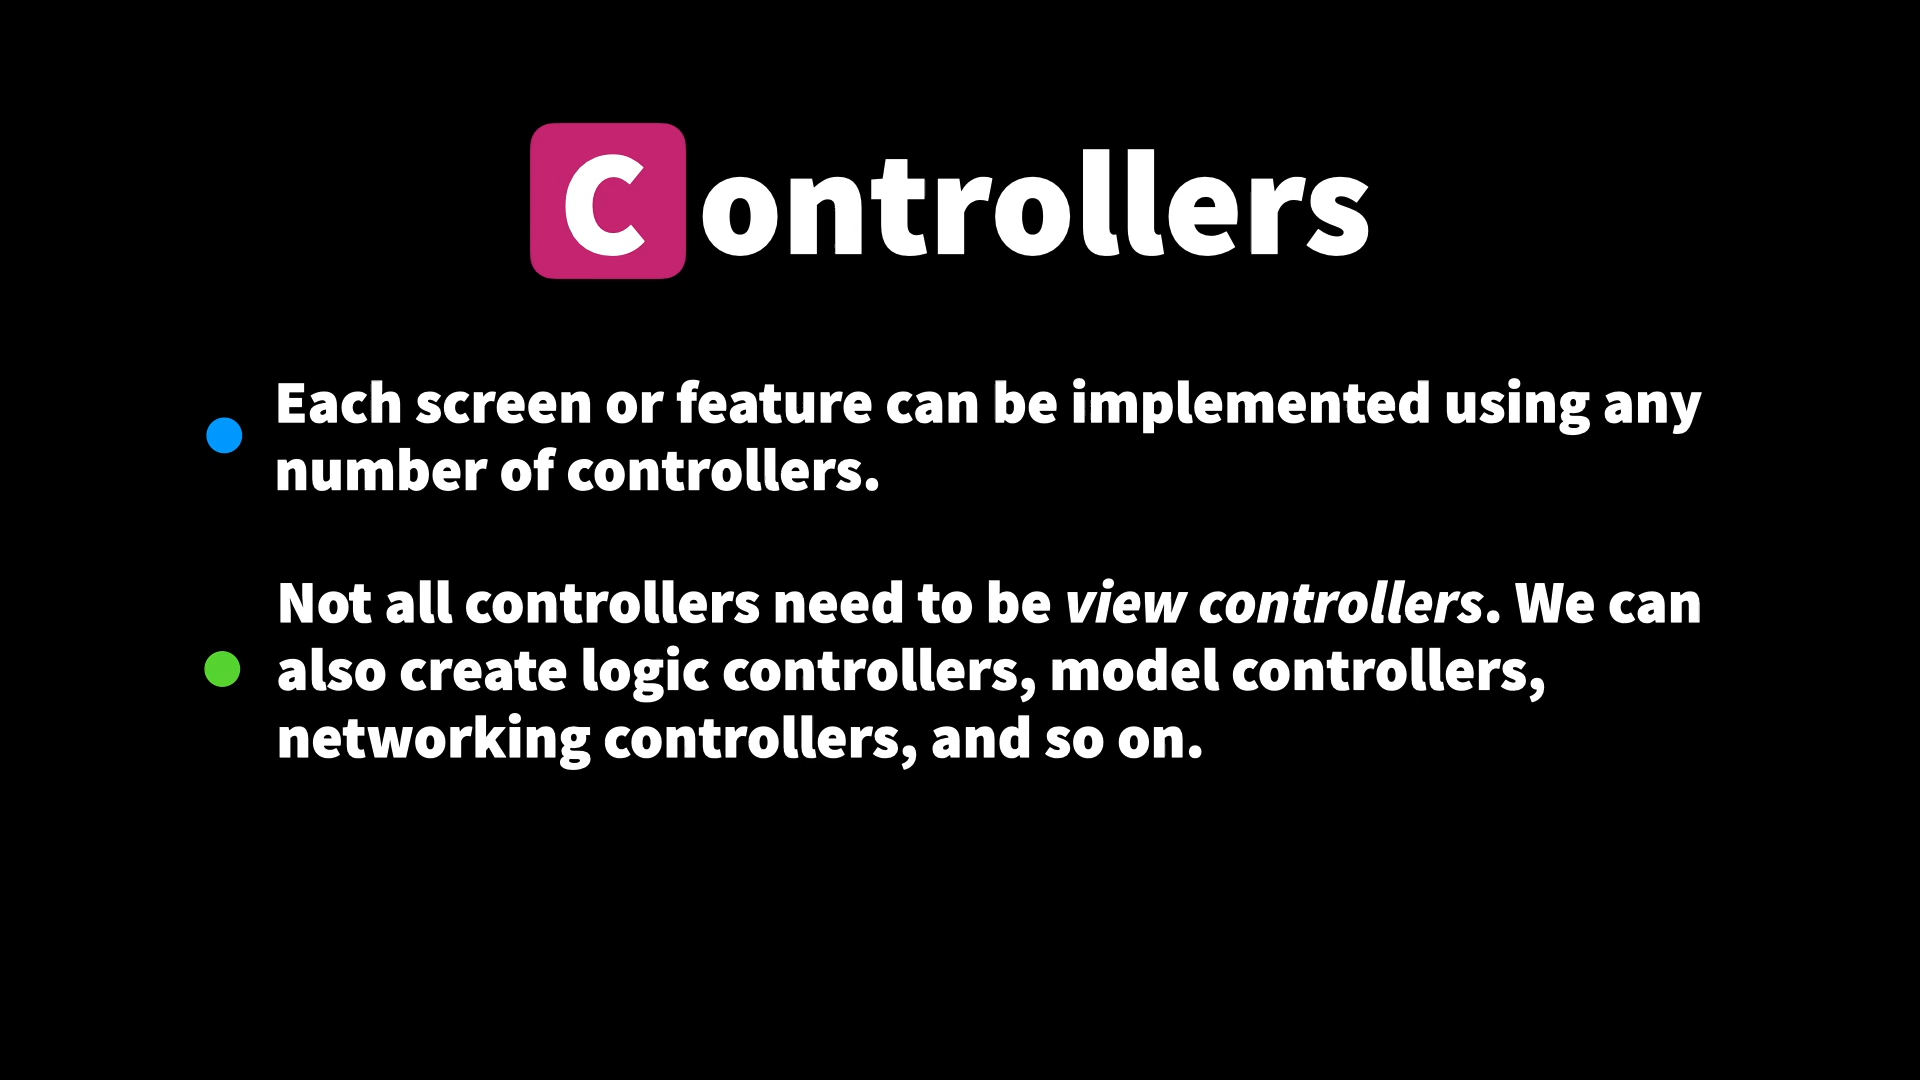 Controllers
Each screen or feature can be implemented using any
number of controllers.
Not all controllers need to be view controllers. We can
also create logic controllers, model controllers,
networking controllers, and so on.